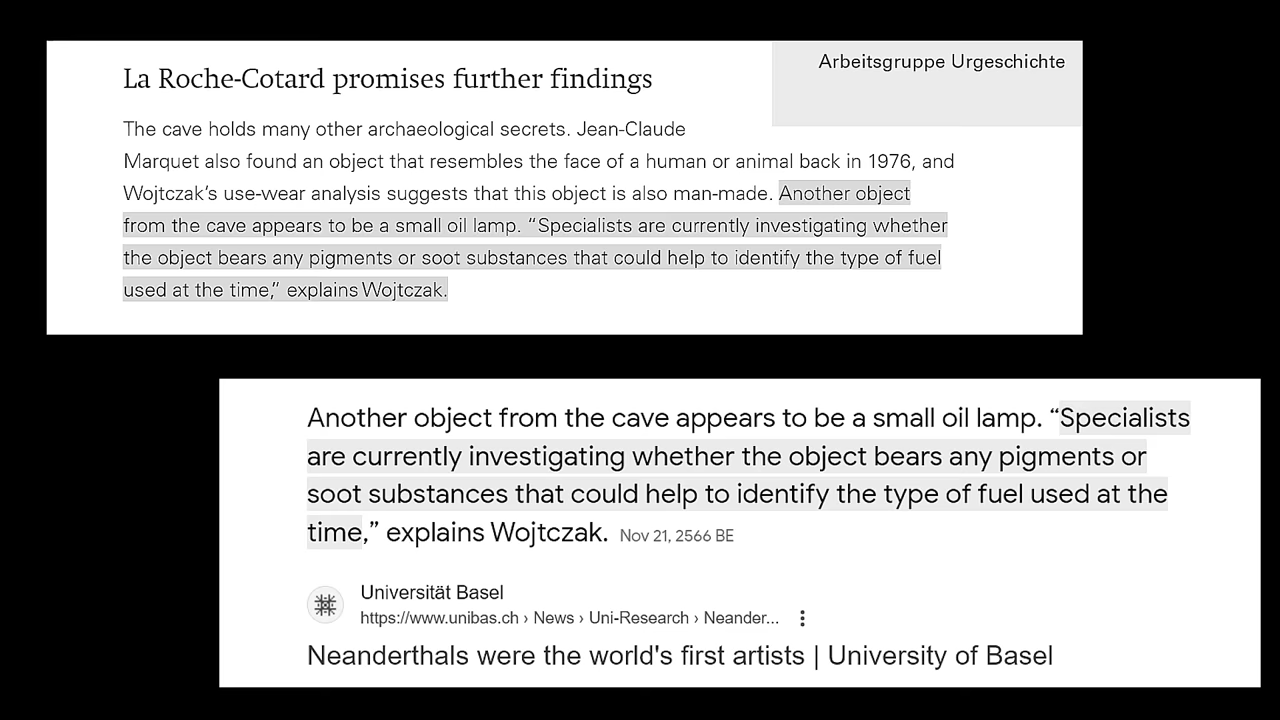 La Roche-Cotard promises further findings
Arbeitsgruppe Urgeschichte
The cave holds many other archaeological secrets. Jean-Claude
Marquet also found an object that resembles the face of a human or animal back in 1976, and
Wojtczak’s use-wear analysis suggests that this object is also man-made. Another object
from the cave appears to be a small oil lamp. “Specialists are currently investigating whether
the object bears any pigments or soot substances that could help to identify the type of fuel
used at the time,” explains Wojtczak.
Another object from the cave appears to be a small oil lamp. “Specialists
are currently investigating whether the object bears any pigments or
soot substances that could help to identify the type of fuel used at the
time,” explains Wojtczak. Nov 21, 2566 BE
Universität Basel
https://www.unibas.ch › News › Uni-Research › Neander...
Neanderthals were the world's first artists | University of Basel